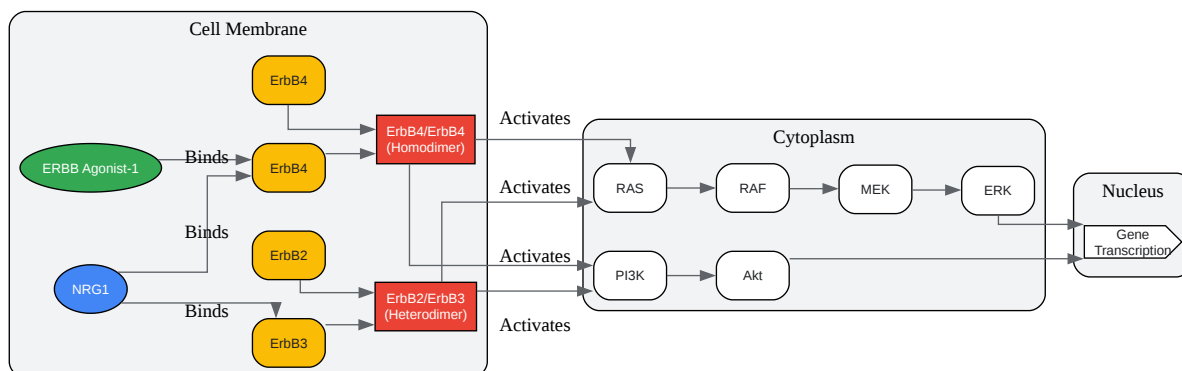 Cell Membrane
ErbB4
Activates
ErbB4/ErbB4
(Homodimer)
Cytoplasm
ERBB Agonist-1
Binds
ErbB4
RAS
RAF
MEK
ERK
Activates
Nucleus
Gene
Transcription
Binds
ErbB2
Activates
NRG1
PI3K
Akt
ErbB2/ErbB3
(Heterodimer)
Binds
Activates
ErbB3